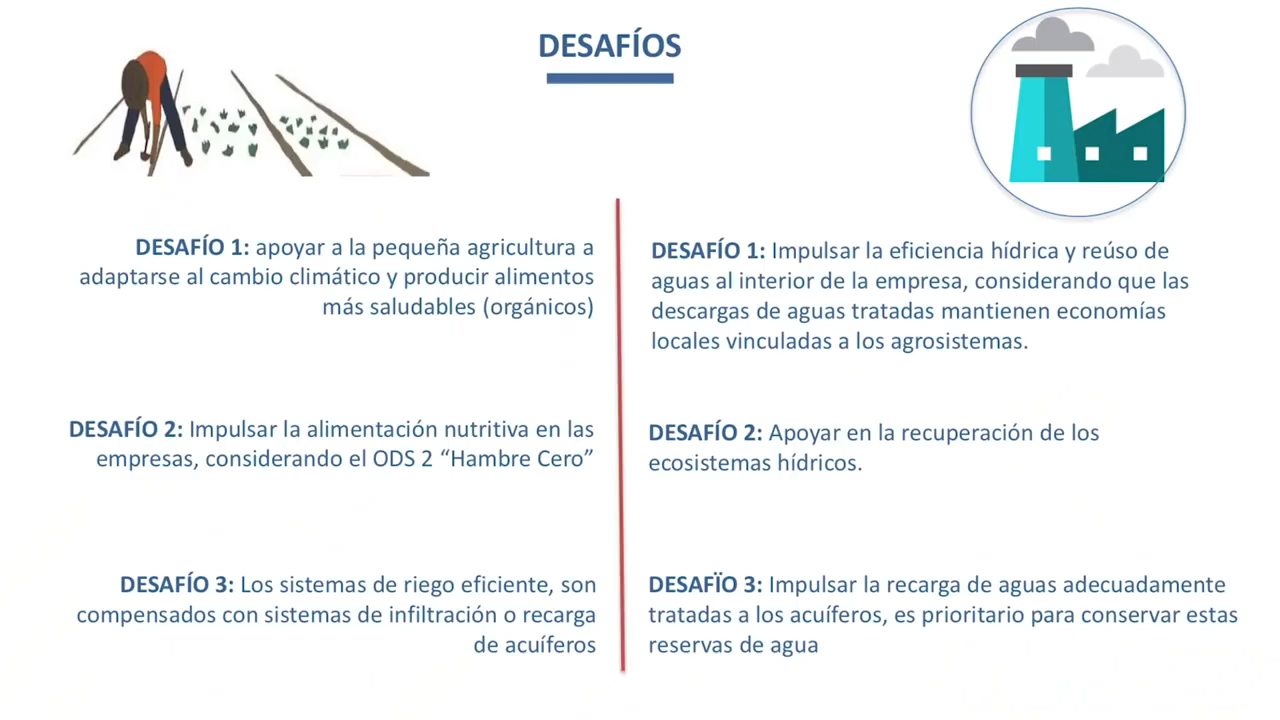 DESAFÍOS
DESAFÍO 1: apoyar a la pequeña agricultura a
adaptarse al cambio climático y producir alimentos
más saludables (orgánicos)
DESAFÍO 2: Impulsar la alimentación nutritiva en las
empresas, considerando el ODS 2 “Hambre Cero”
DESAFÍO 3: Los sistemas de riego eficiente, son
compensados con sistemas de infiltración o recarga
de acuíferos
DESAFÍO 1: Impulsar la eficiencia hídrica y reúso de
aguas al interior de la empresa, considerando que las
descargas de aguas tratadas mantienen economías
locales vinculadas a los agrosistemas.
DESAFÍO 2: Apoyar en la recuperación de los
ecosistemas hídricos.
DESAFÏO 3: Impulsar la recarga de aguas adecuadamente
tratadas a los acuíferos, es prioritario para conservar estas
reservas de agua